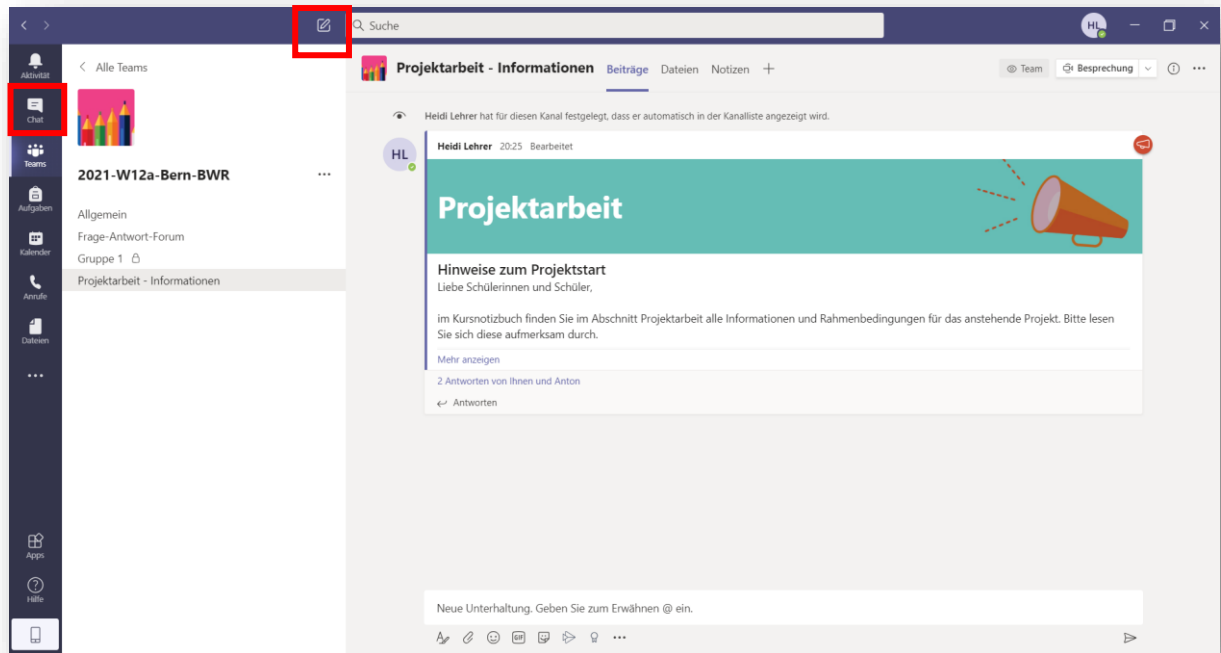 Suche
HL
Aktivität
Chat
Teams
Aufgaben
Kalender
Anrufe
Dateien
Apps
Hilfe
Alle Teams
2021-W12a-Bern-BWR
Allgemein
Frage-Antwort-Forum
Gruppe 1
Projektarbeit - Informationen
Projektarbeit - Informationen Beiträge Dateien Notizen
Team
Besprechung
Heidi Lehrer hat für diesen Kanal festgelegt, dass er automatisch in der Kanalliste angezeigt wird.
HL
Heidi Lehrer 20:25 Bearbeitet
Projektarbeit
Hinweise zum Projektstart
Liebe Schülerinnen und Schüler,
im Kursnotizbuch finden Sie im Abschnitt Projektarbeit alle Informationen und Rahmenbedingungen für das anstehende Projekt. Bitte lesen
Sie sich diese aufmerksam durch.
Mehr anzeigen
2 Antworten von Ihnen und Anton
Antworten
Neue Unterhaltung. Geben Sie zum Erwähnen @ ein.
GIF